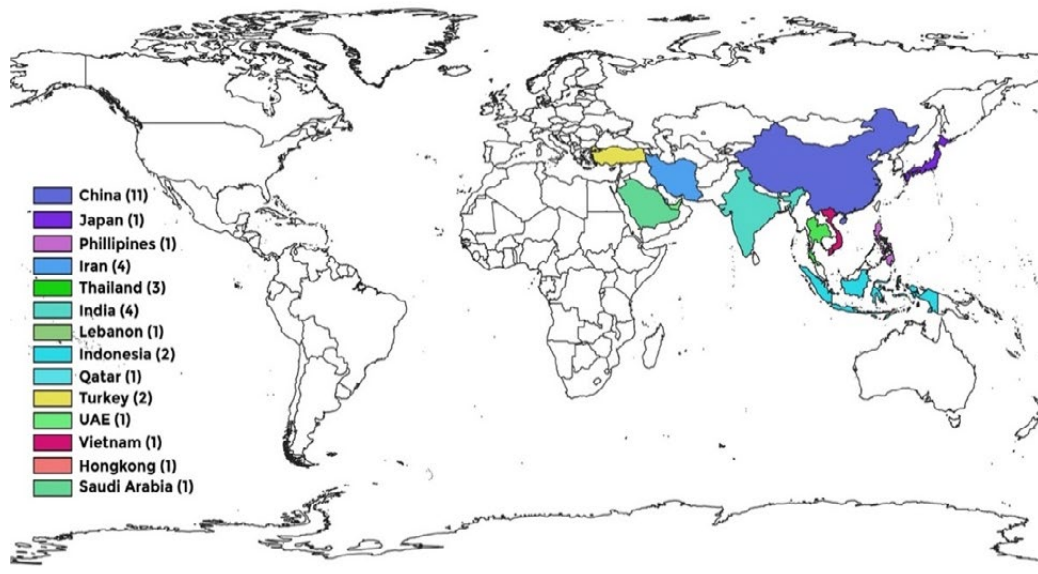 China (11)
Japan (1)
Phillipines (1)
Iran (4)
Thailand (3)
India (4)
Lebanon (1)
Indonesia (2)
Qatar (1)
Turkey (2)
UAE (1)
Vietnam (1)
Hongkong (1)
Saudi Arabia (1)